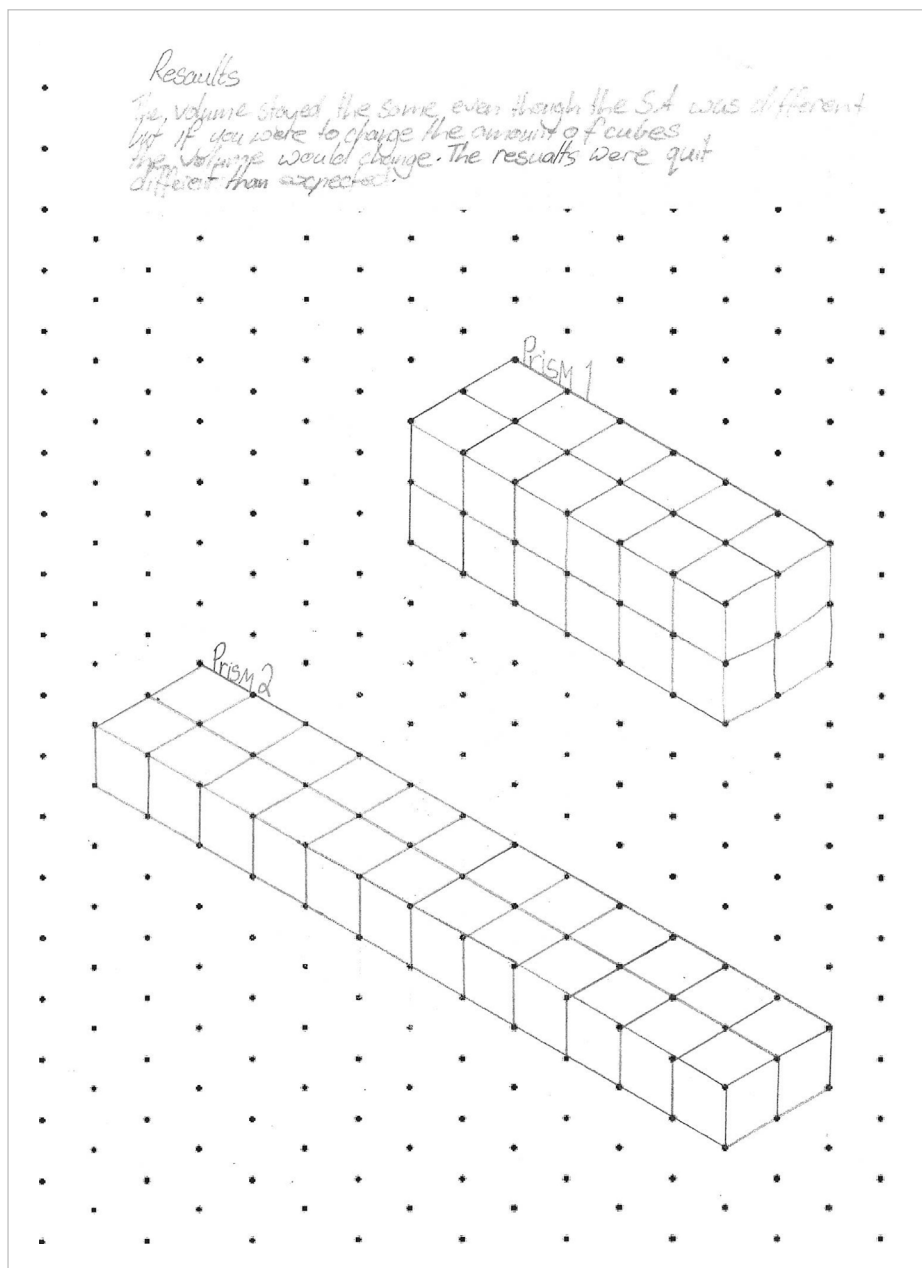 Resaults
The volume stayed the same even though the S.A was different
but if you were to change the amount of cubes
the volume would change. The resualts were quit
different than expected.
Prism 1
Prism 2